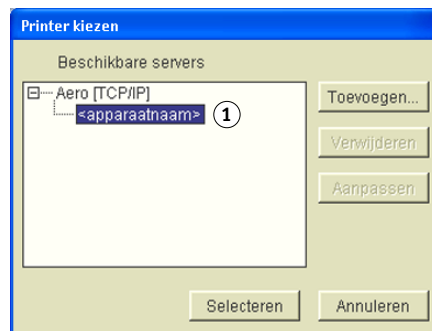 Printer kiezen
Beschikbare servers
Aero [TCP/IP]
<apparaatnaam> 1
Toevoegen...
Verwijderen
Aanpassen
Selecteren
Annuleren